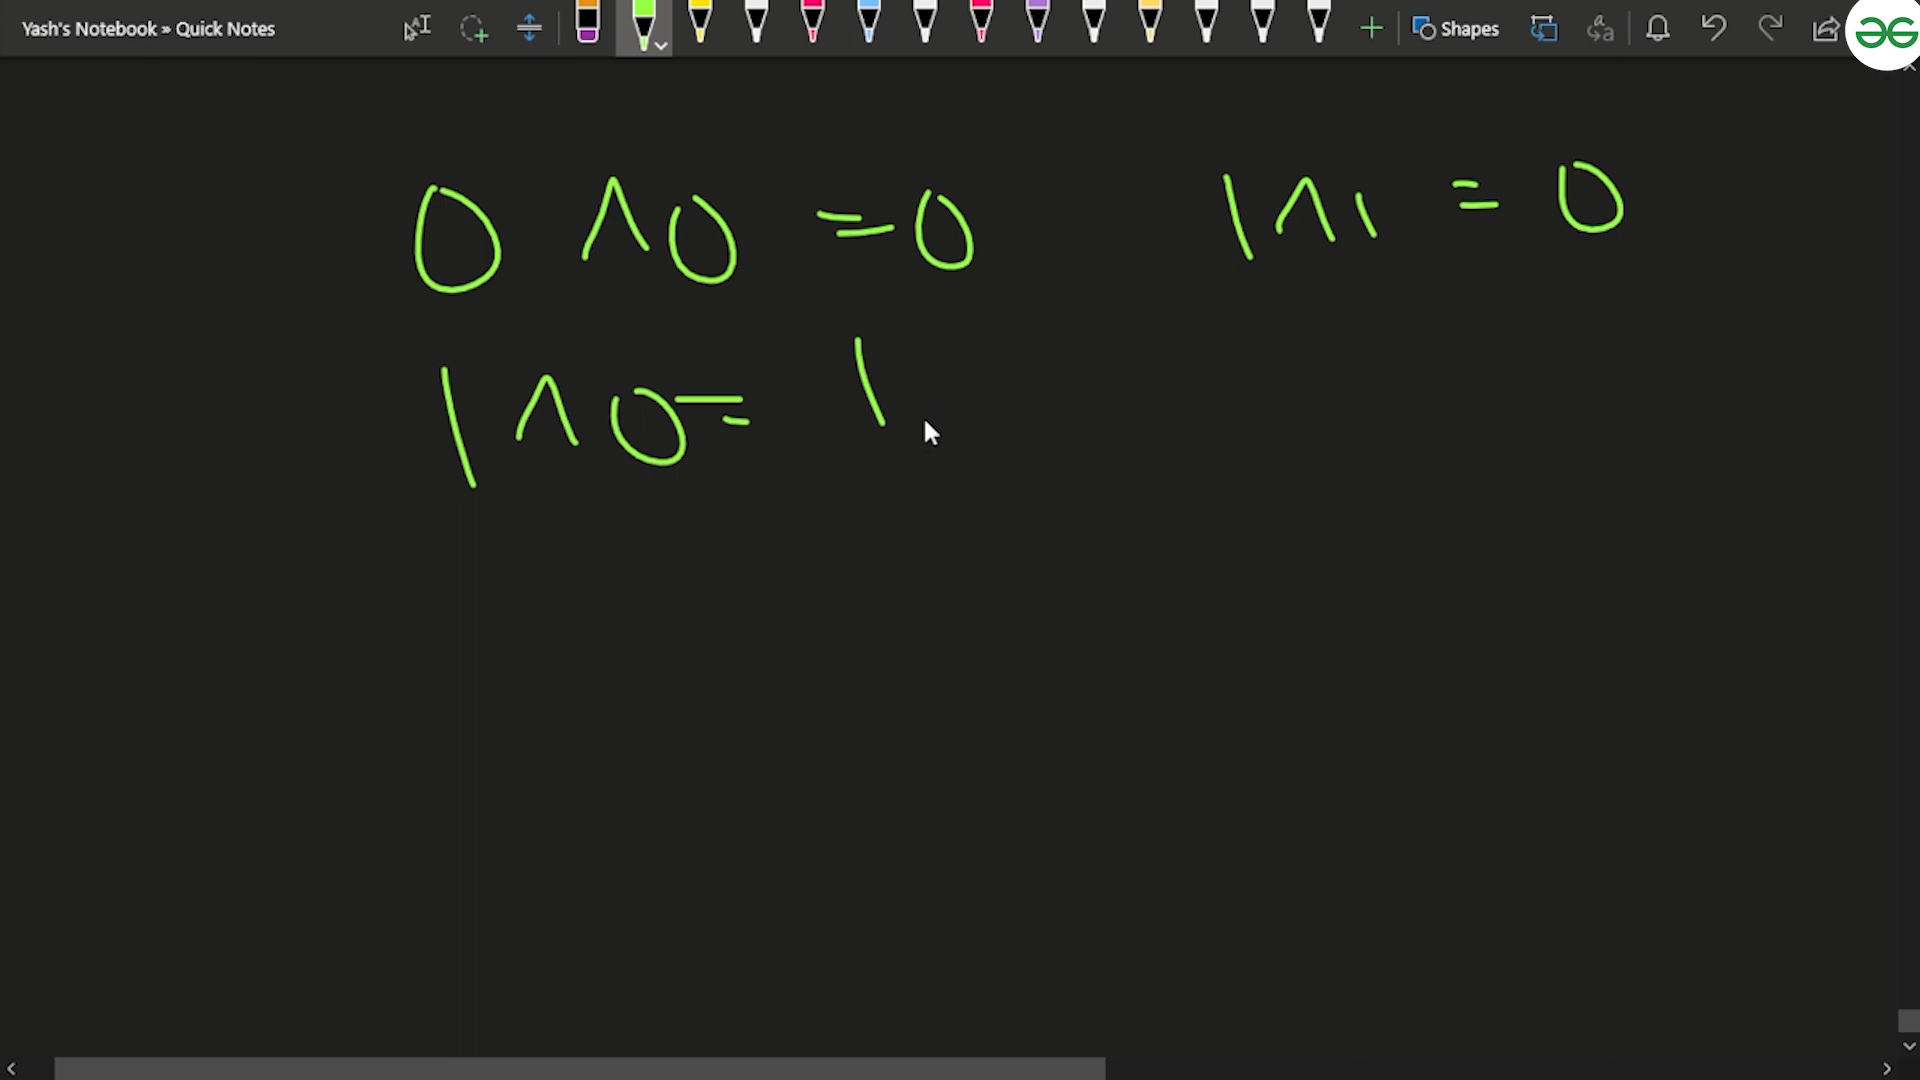 Yash's Notebook » Quick Notes
Shapes
0 ^ 0 = 0
1 ^ 1 = 0
1 ^ 0 = 1